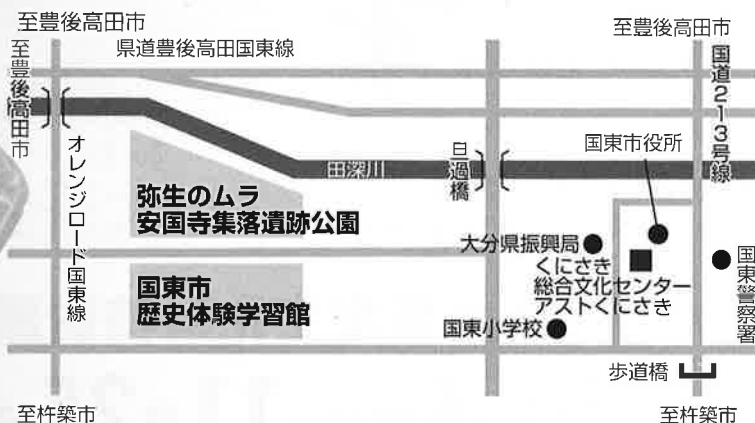 至豊後高田市
県道豊後高田国東線
至豊後高田市
至豊後高田市
国道213号線
オレンジロード国東線
田深川
旦過橋
国東市役所
弥生のムラ
安国寺集落遺跡公園
大分県振興局
くにさき
総合文化センター
アストくにさき
国東警察署
国東市
歴史体験学習館
国東小学校
歩道橋
至杵築市
至杵築市